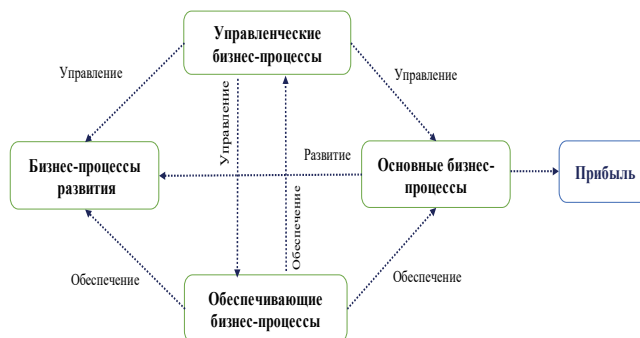 Управленческие
бизнес-процессы
Управление
Управление
Управление
Бизнес-процессы
развития
Развитие
Основные бизнес-
процессы
Прибыль
Обеспечение
Обеспечение
Обеспечение
Обеспечивающие
бизнес-процессы